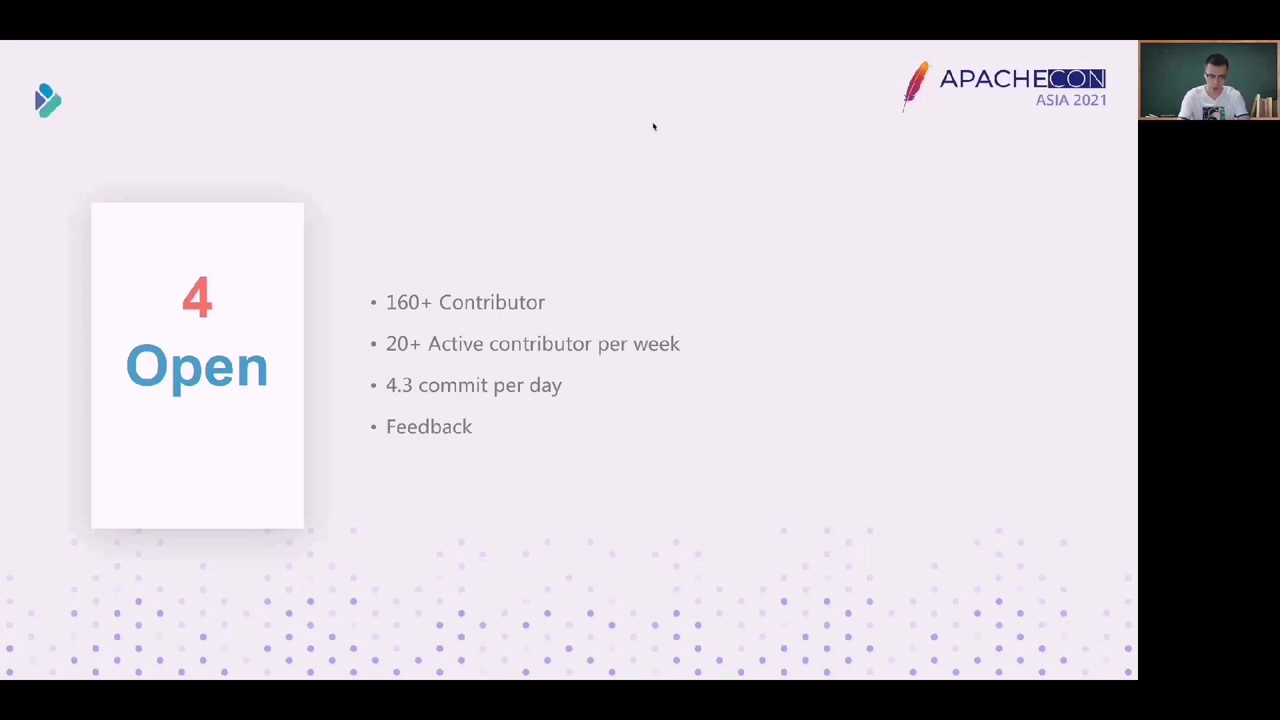 APACHECON
ASIA 2021
4
Open
• 160+ Contributor
• 20+ Active contributor per week
• 4.3 commit per day
• Feedback